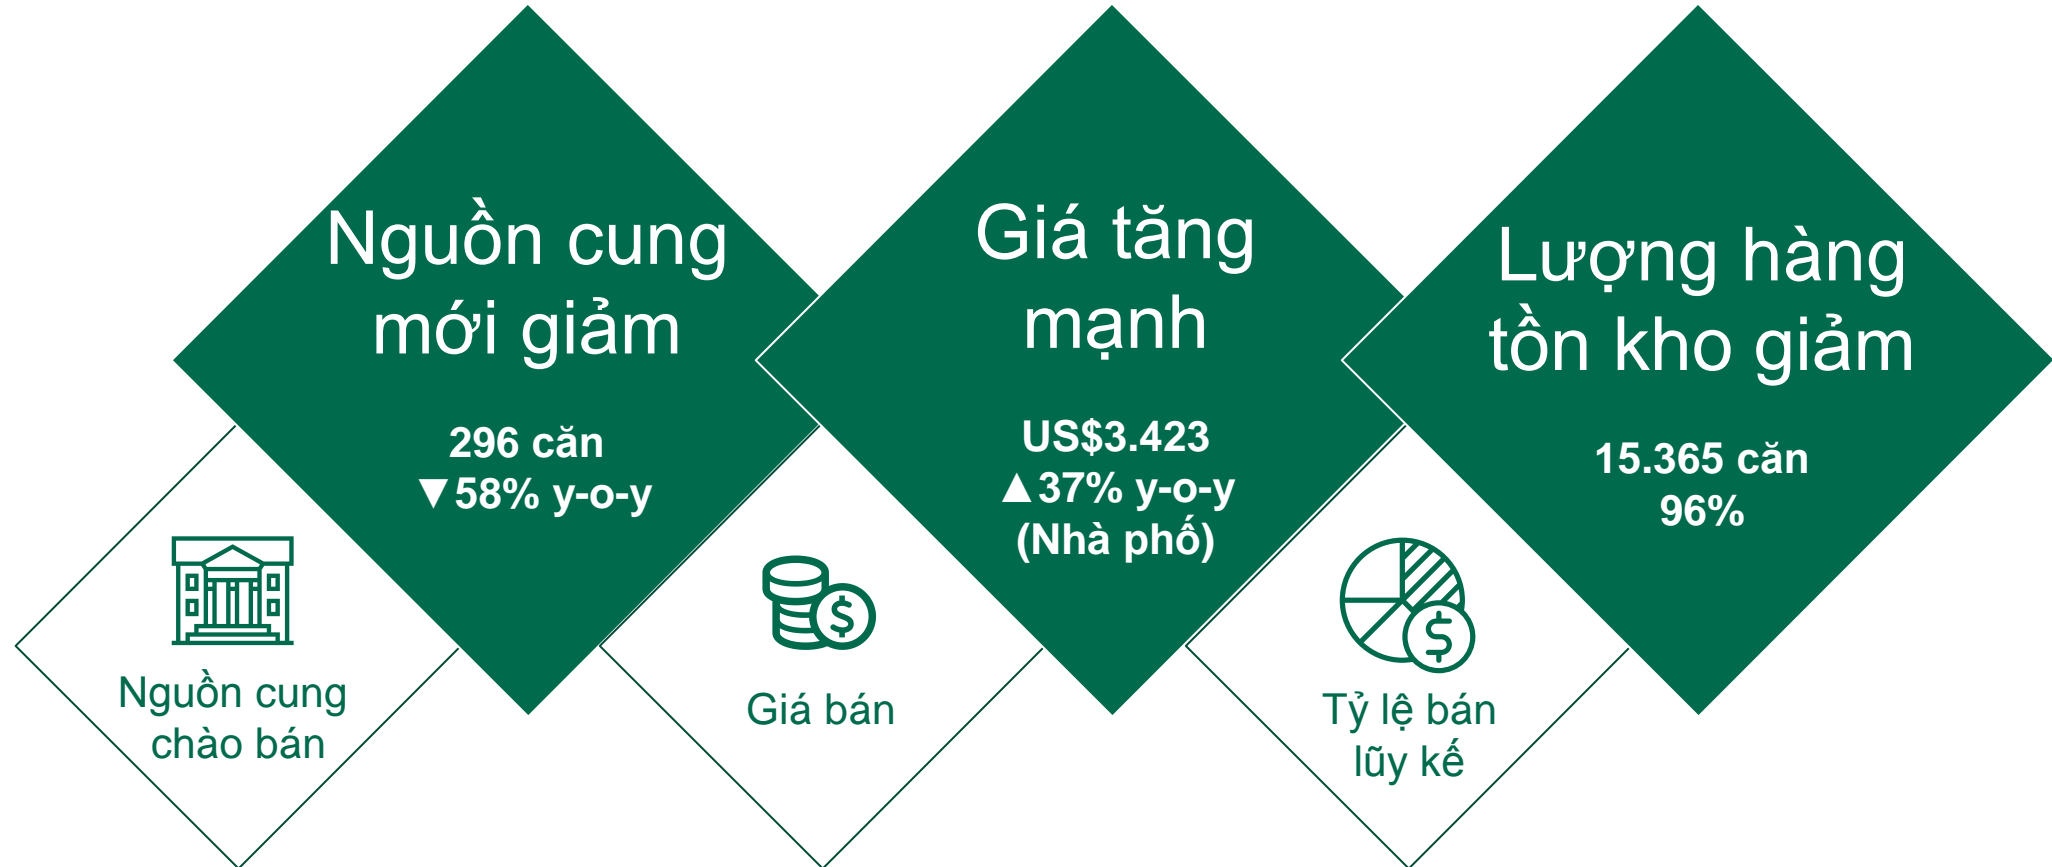 Nguồn cung
mới giảm
296 căn
▼58% y-o-y
Nguồn cung
chào bán
Giá tăng
mạnh
US$3.423
▲37% y-o-y
(Nhà phố)
Giá bán
Lượng hàng
tồn kho giảm
15.365 căn
96%
Tỷ lệ bán
lũy kế